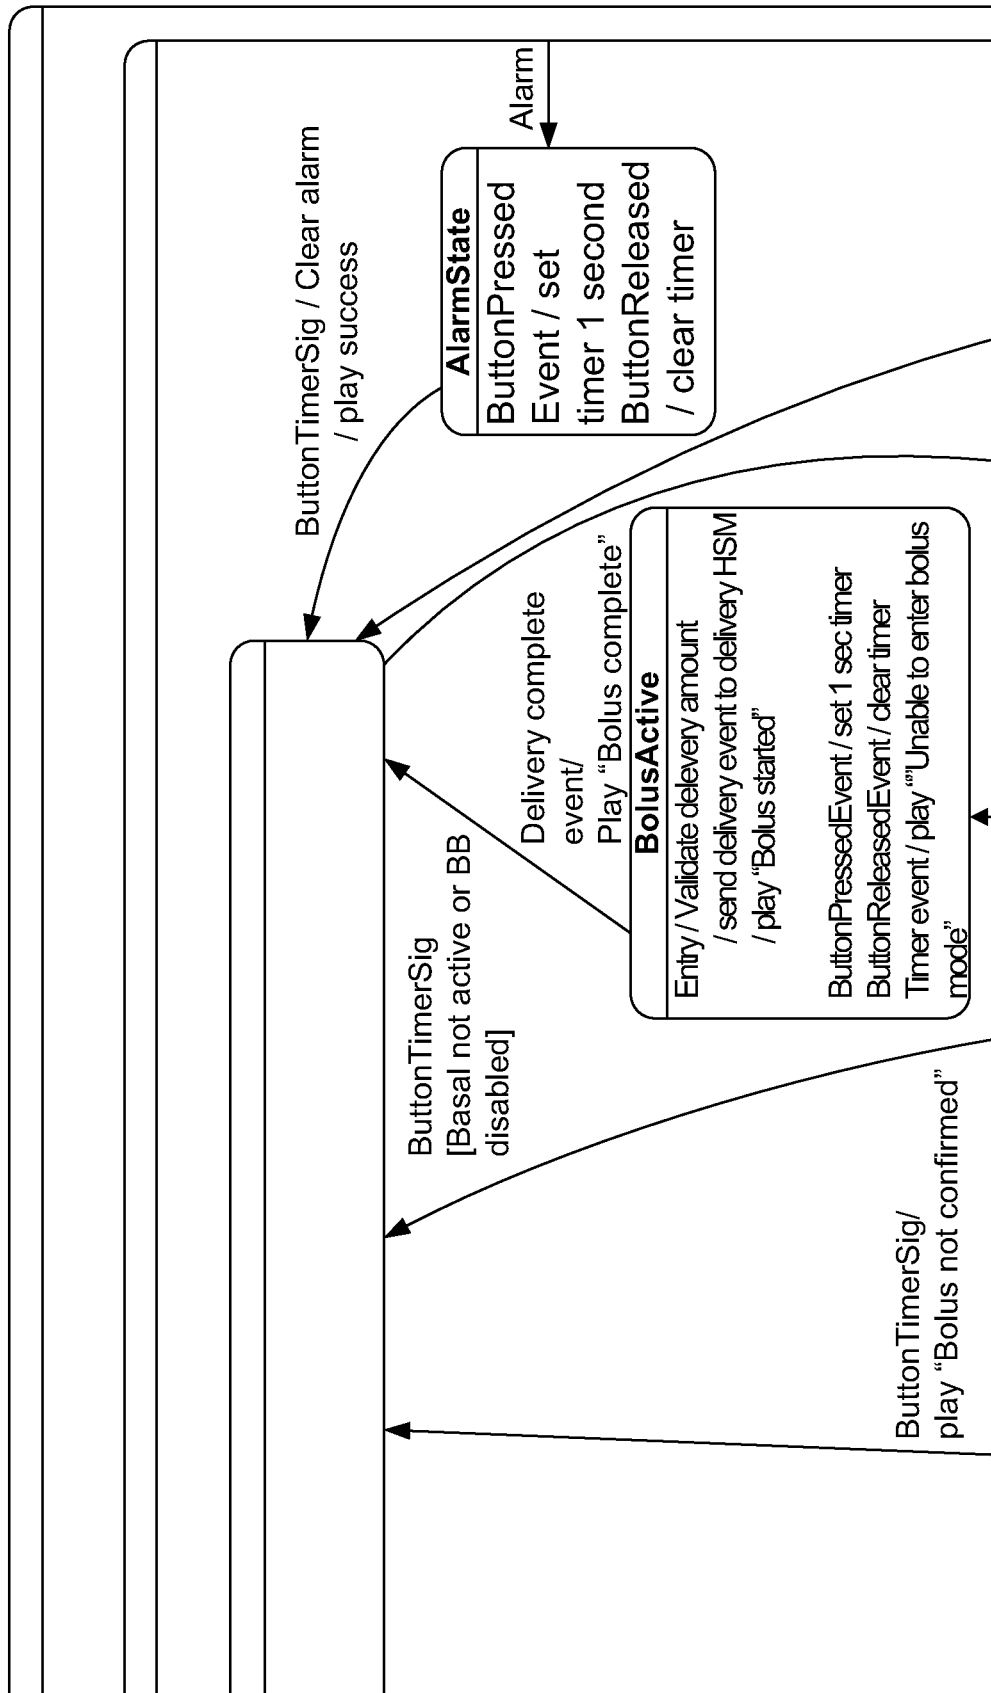 Alarm
ButtonTimerSig / Clear alarm
/ play success
AlarmState
ButtonPressed
Event / set
timer 1 second
ButtonReleased
/ clear timer
Delivery complete
event/
Play “Bolus complete”
BolusActive
Entry / Validate delevery amount
/ send delivery event to delivery HSM
/ play “Bolus started”
ButtonPressedEvent / set 1 sec timer
ButtonReleasedEvent / clear timer
Timer event / play “”Unable to enter bolus
mode”
ButtonTimerSig
[Basal not active or BB
disabled]
ButtonTimerSig/
play “Bolus not confirmed”